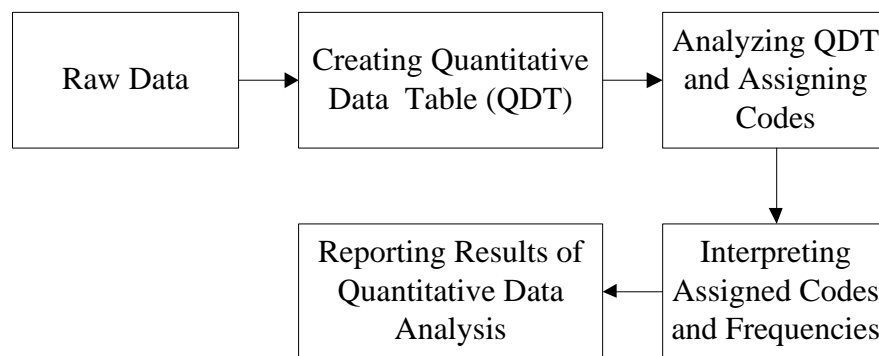 Raw Data
Creating Quantitative
Data Table (QDT)
Analyzing QDT
and Assigning
Codes
Interpreting
Assigned Codes
and Frequencies
Reporting Results of
Quantitative Data
Analysis